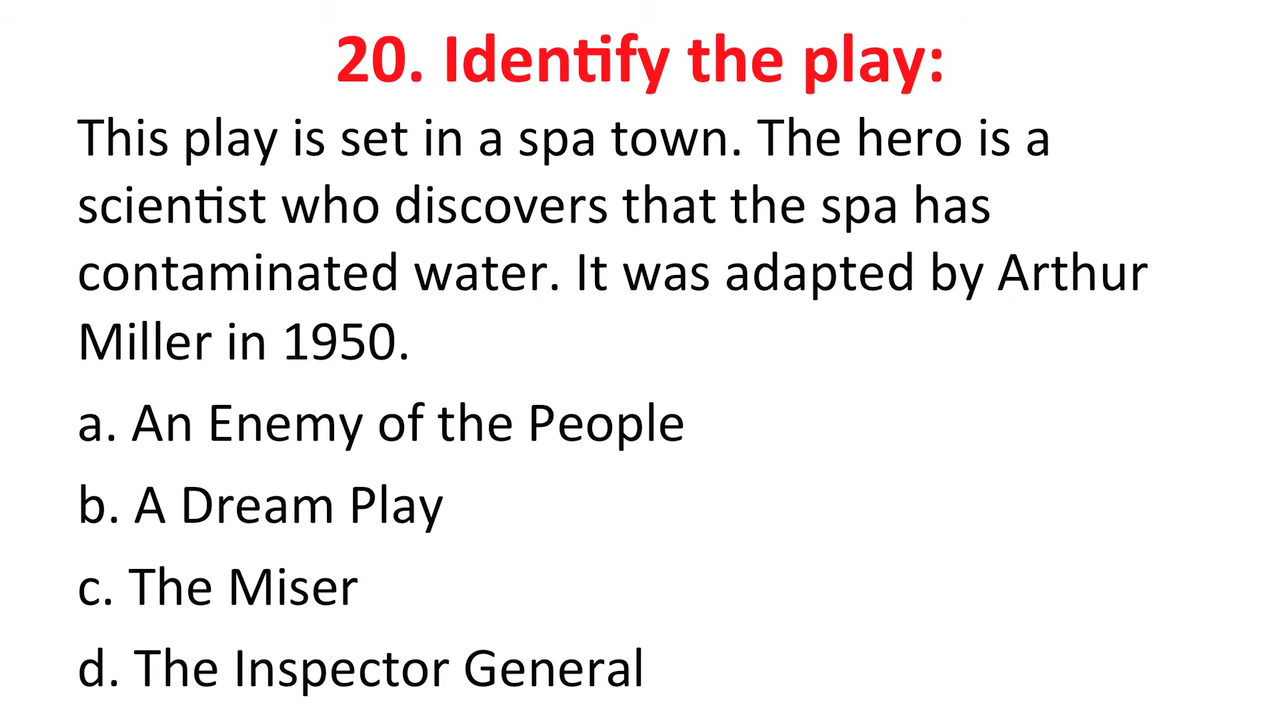 20. Identify the play:
This play is set in a spa town. The hero is a
scientist who discovers that the spa has
contaminated water. It was adapted by Arthur
Miller in 1950.
a. An Enemy of the People
b. A Dream Play
c. The Miser
d. The Inspector General